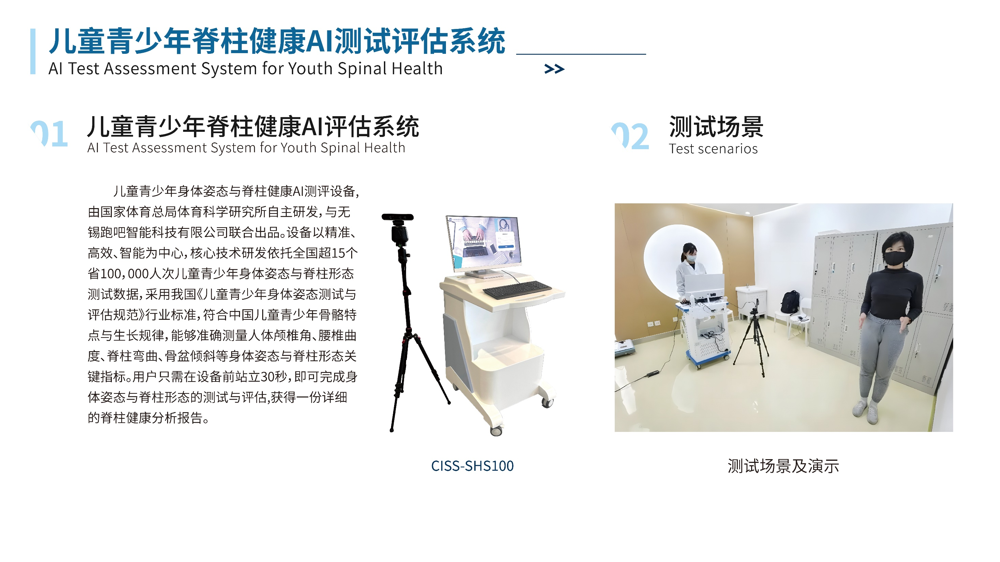 儿童青少年脊柱健康AI测试评估系统
AI Test Assessment System for Youth Spinal Health
>>
01
儿童青少年脊柱健康AI评估系统
AI Test Assessment System for Youth Spinal Health
儿童青少年身体姿态与脊柱健康AI测评设备,
由国家体育总局体育科学研究所自主研发，与无
锡跑吧智能科技有限公司联合出品。设备以精准、
高效、智能为中心，核心技术研发依托全国超15个
省100，000人次儿童青少年身体姿态与脊柱形态
测试数据，采用我国《儿童青少年身体姿态测试与
评估规范》行业标准，符合中国儿童青少年骨骼特
点与生长规律，能够准确测量人体颅椎角、腰椎曲
度、脊柱弯曲、骨盆倾斜等身体姿态与脊柱形态关
键指标。用户只需在设备前站立30秒，即可完成身
体姿态与脊柱形态的测试与评估,获得一份详细
的脊柱健康分析报告。
CISS-SHS100
02
测试场景
Test scenarios
测试场景及演示